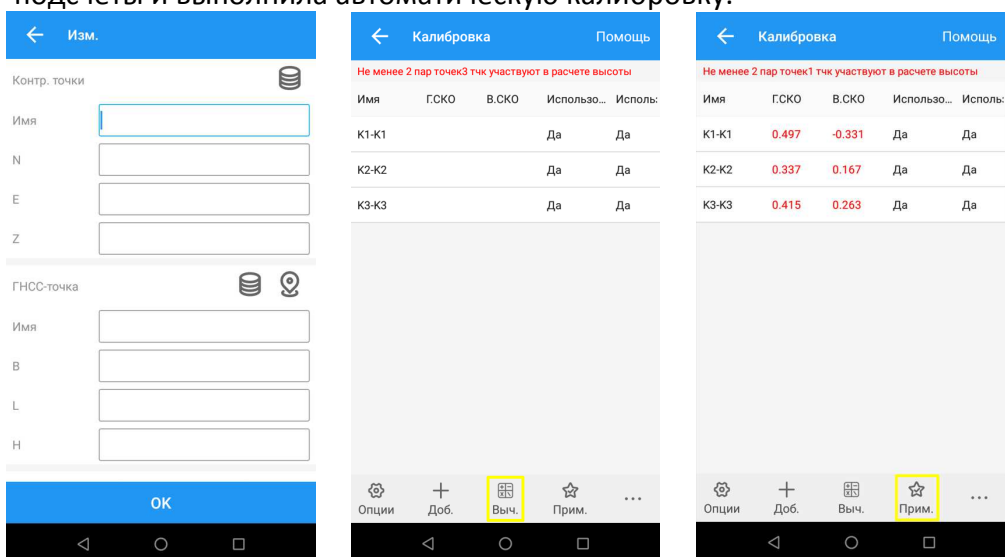 подсчеты и выполнила автоматическую калибровку.
Изм.
Контр. точки
Имя
N
E
Z
ГНСС-точка
Имя
B
L
H
OK
Калибровка Помощь
Не менее 2 пар точек3 тчк участвуют в расчете высоты
Имя Г.СКО В.СКО Использо... Исполь:
K1-K1 Да Да
K2-K2 Да Да
K3-K3 Да Да
Опции Доб. Выч. Прим. ...
Калибровка Помощь
Не менее 2 пар точек1 тчк участвуют в расчете высоты
Имя Г.СКО В.СКО Использо... Исполь:
K1-K1 0.497 -0.331 Да Да
K2-K2 0.337 0.167 Да Да
K3-K3 0.415 0.263 Да Да
Опции Доб. Выч. Прим. ...